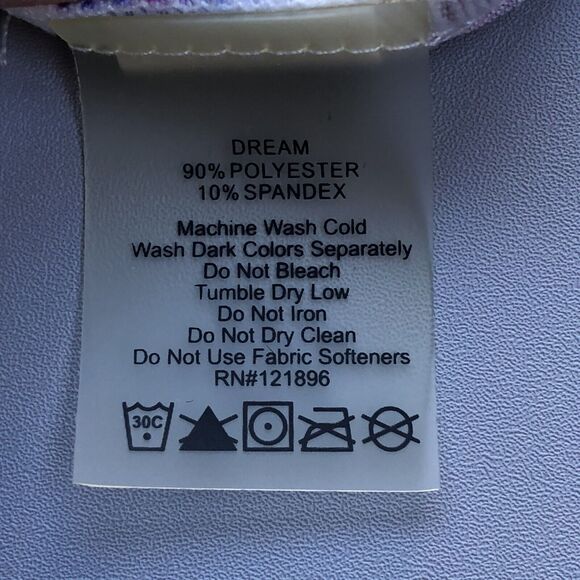 DREAM
90% POLYESTER
10% SPANDEX
Machine Wash Cold
Wash Dark Colors Separately
Do Not Bleach
Tumble Dry Low
Do Not Iron
Do Not Dry Clean
Do Not Use Fabric Softeners
RN#121896
30C